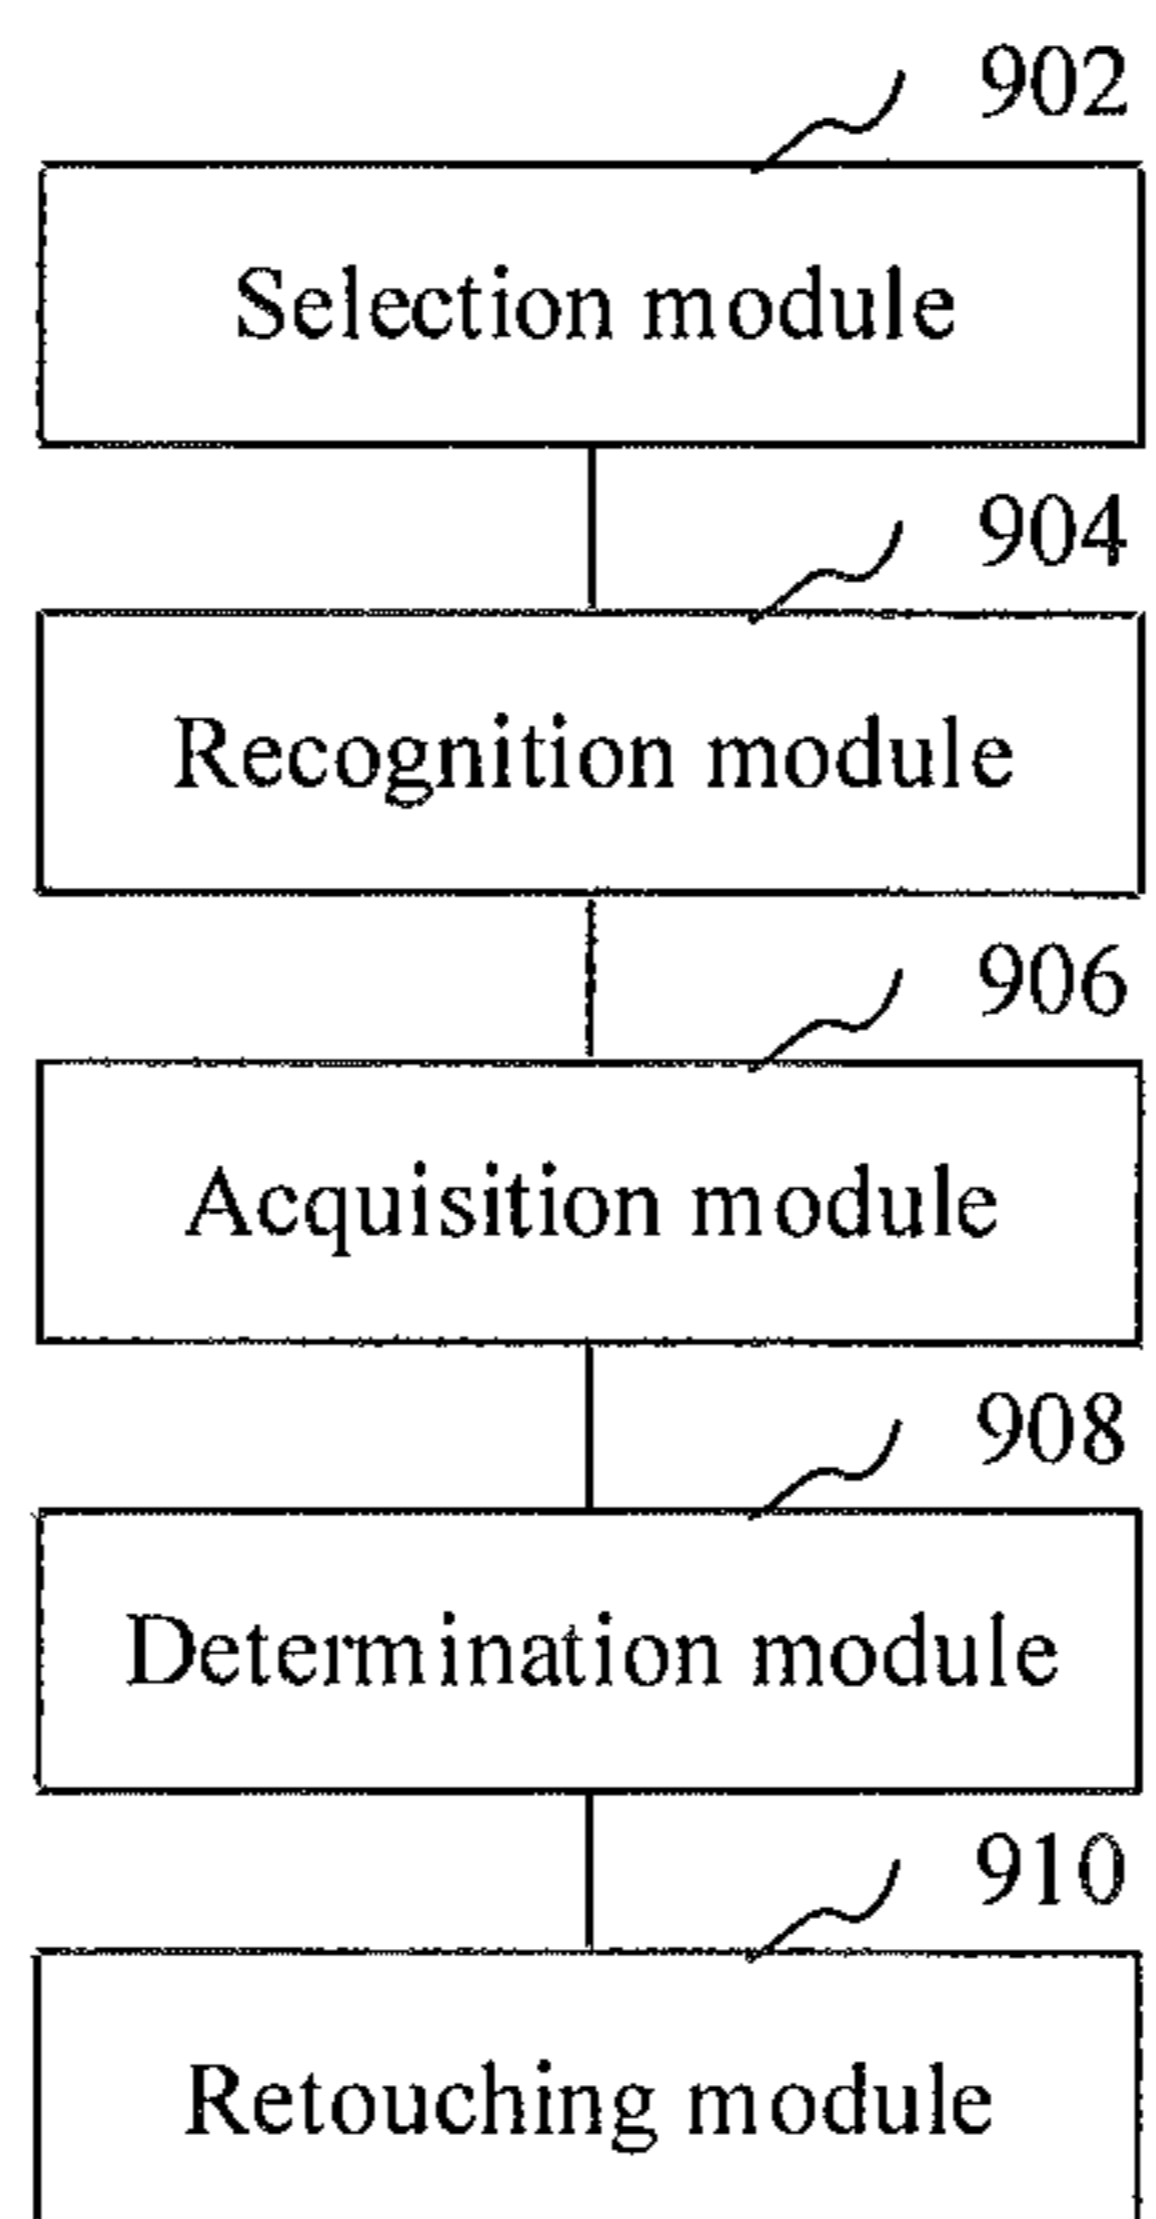 902
Selection module
904
Recognition module
906
Acquisition module
908
Determination module
910
Retouching module